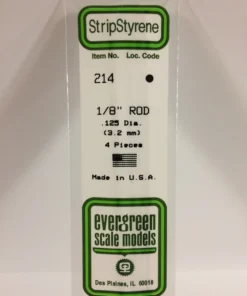 StripStyrene
Item No. Loc. Code
214
1/8" ROD
.125 Dia.
(3.2 mm)
4 Pieces
Made in U.S.A.
evergreen
scale models
Des Plaines, IL 60018